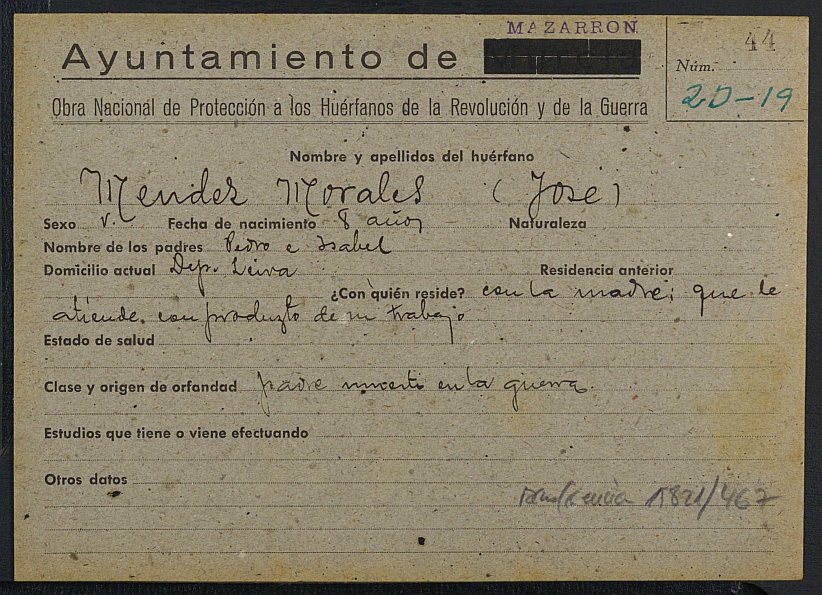 MAZARRON
Ayuntamiento de
44
Núm.
2D-19
Obra Nacional de Protección a los Huérfanos de la Revolución y de la Guerra
Nombre y apellidos del huérfano
Mendez Morales (Jose)
Sexo V. Fecha de nacimiento 8 años Naturaleza
Nombre de los padres Pedro e Isabel
Domicilio actual Dip. Leiva Residencia anterior
¿Con quién reside? con la madre; que le
atiende con produzto de su trabajo
Estado de salud
Clase y origen de orfandad padre muerto en la guerra.
Estudios que tiene o viene efectuando
Otros datos
1821/467